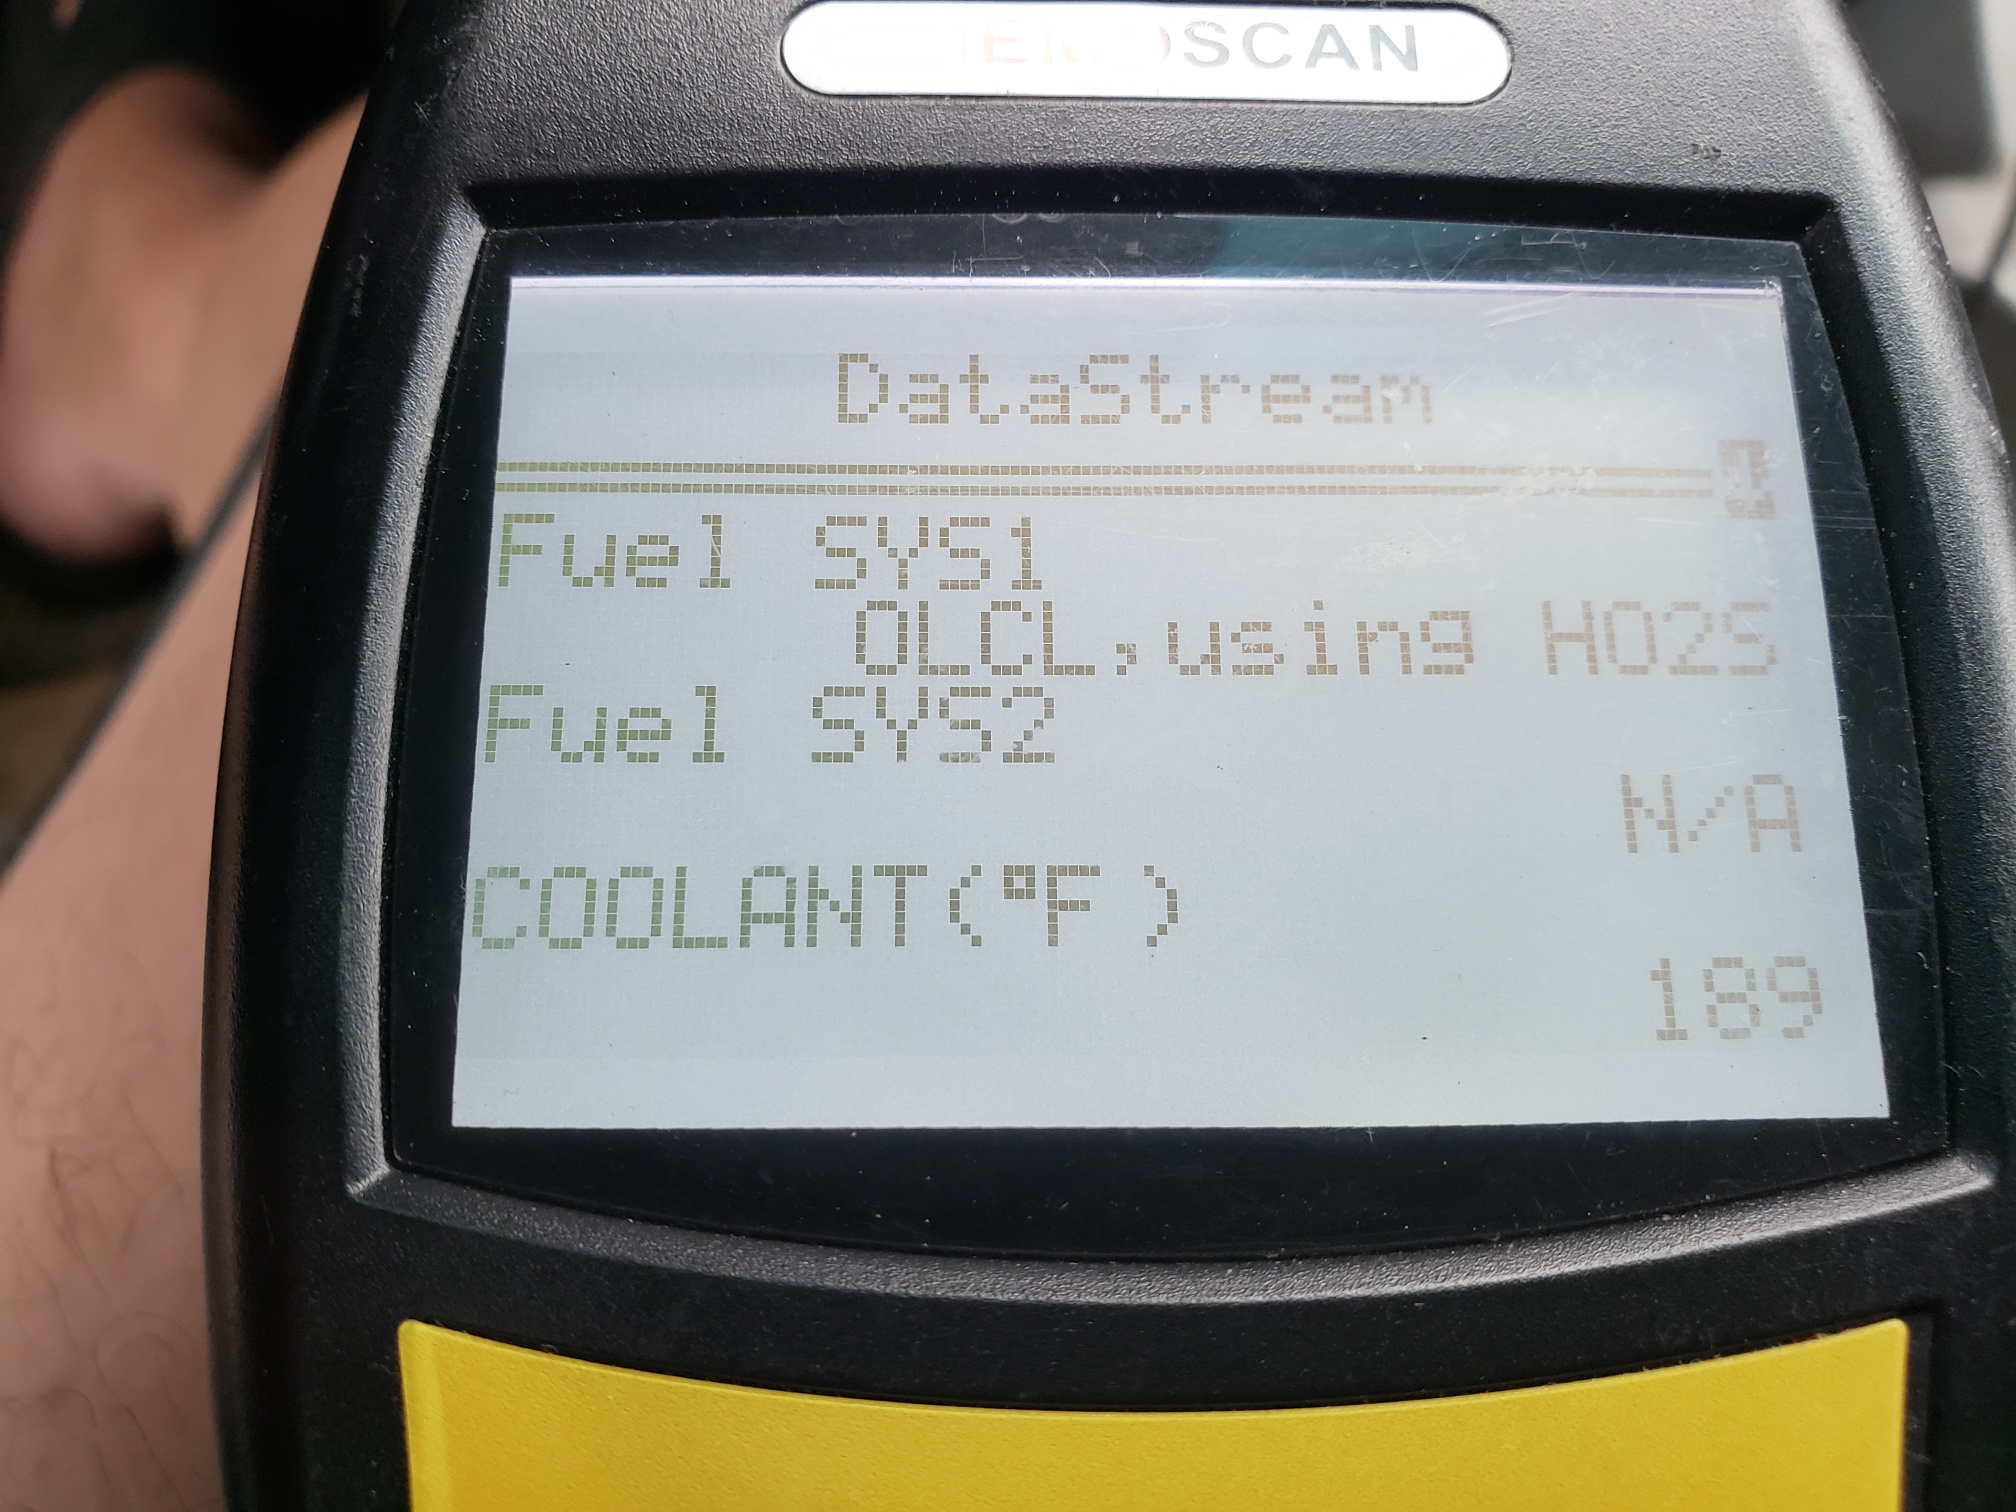 SCAN
DataStream
Fuel SYS1
OLCL,using HO2S
Fuel SYS2
N/A
COOLANT(°F )
189